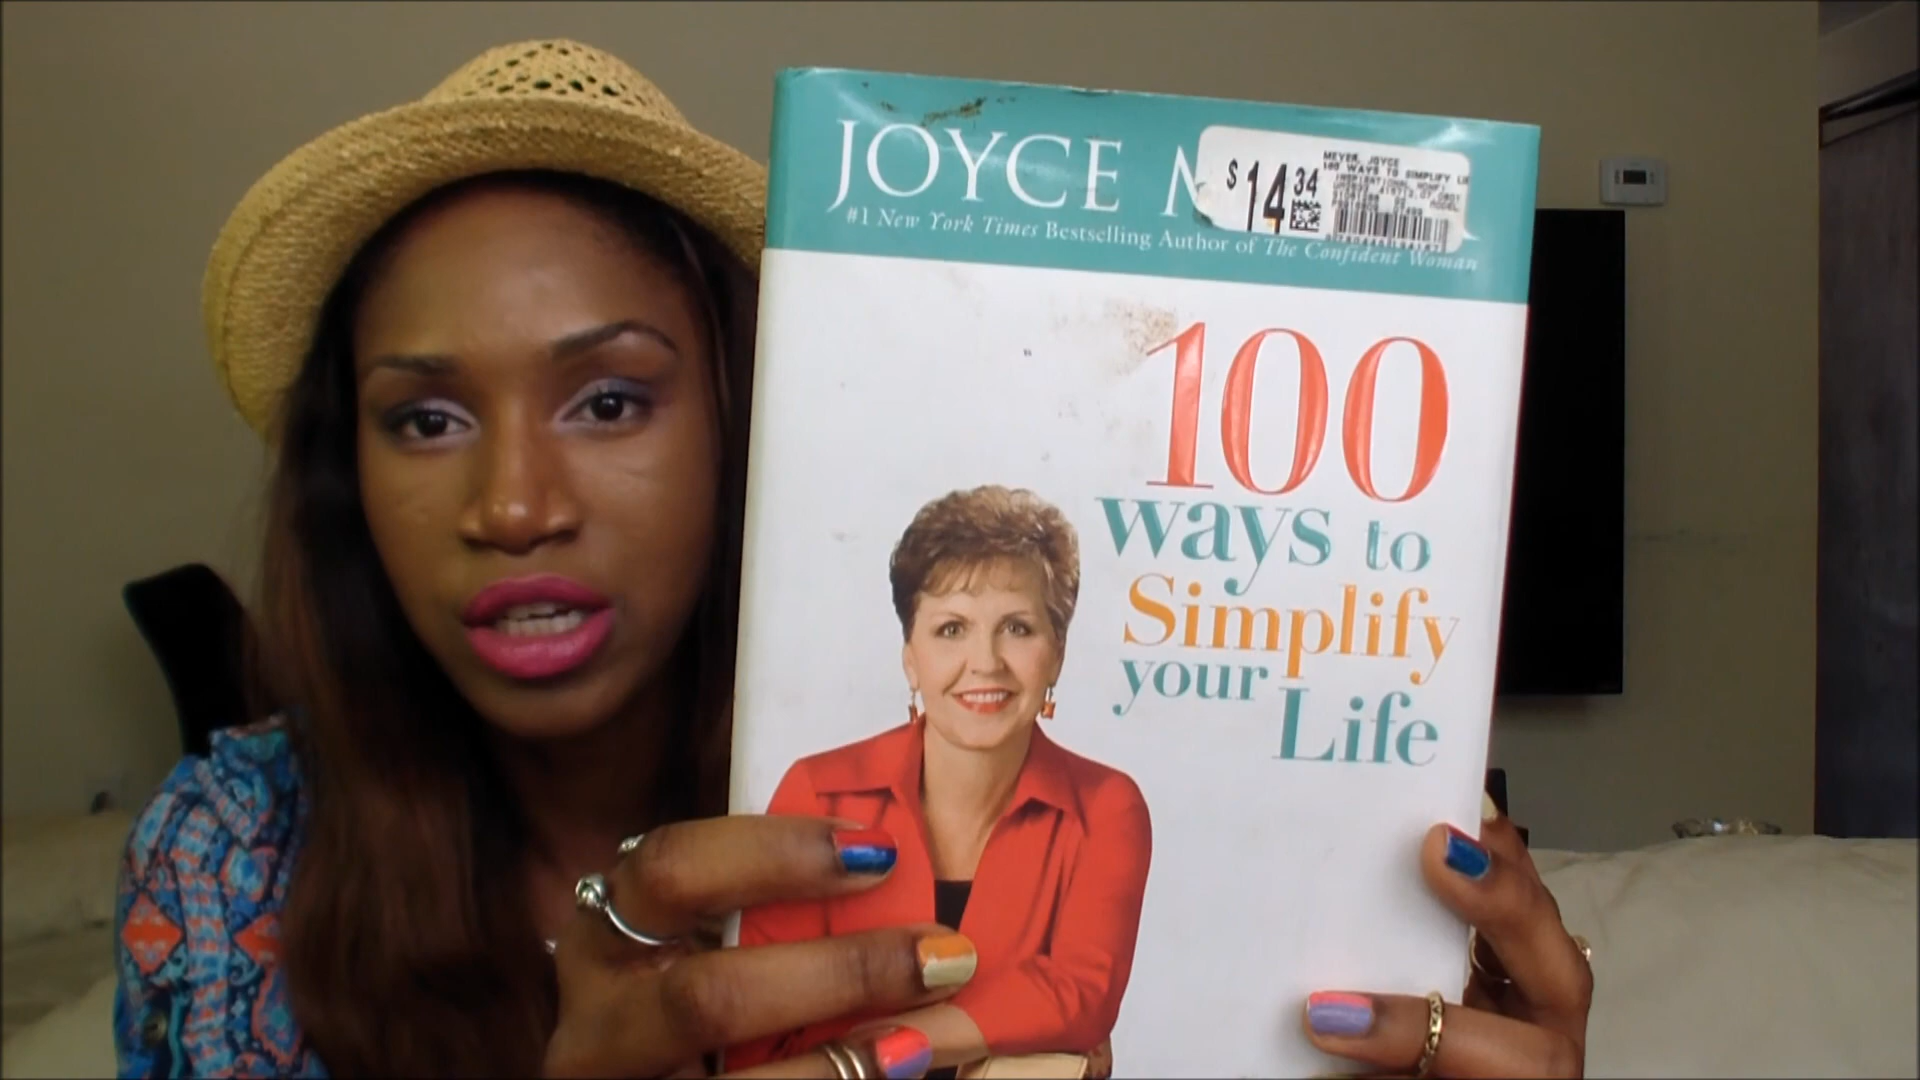 JOYCE M
$14.34
MEYER, JOYCE
100 WAYS TO SIMPLIFY
#1 New York Times Bestselling Author of The Confident Woman
100
ways to
Simplify
your
Life